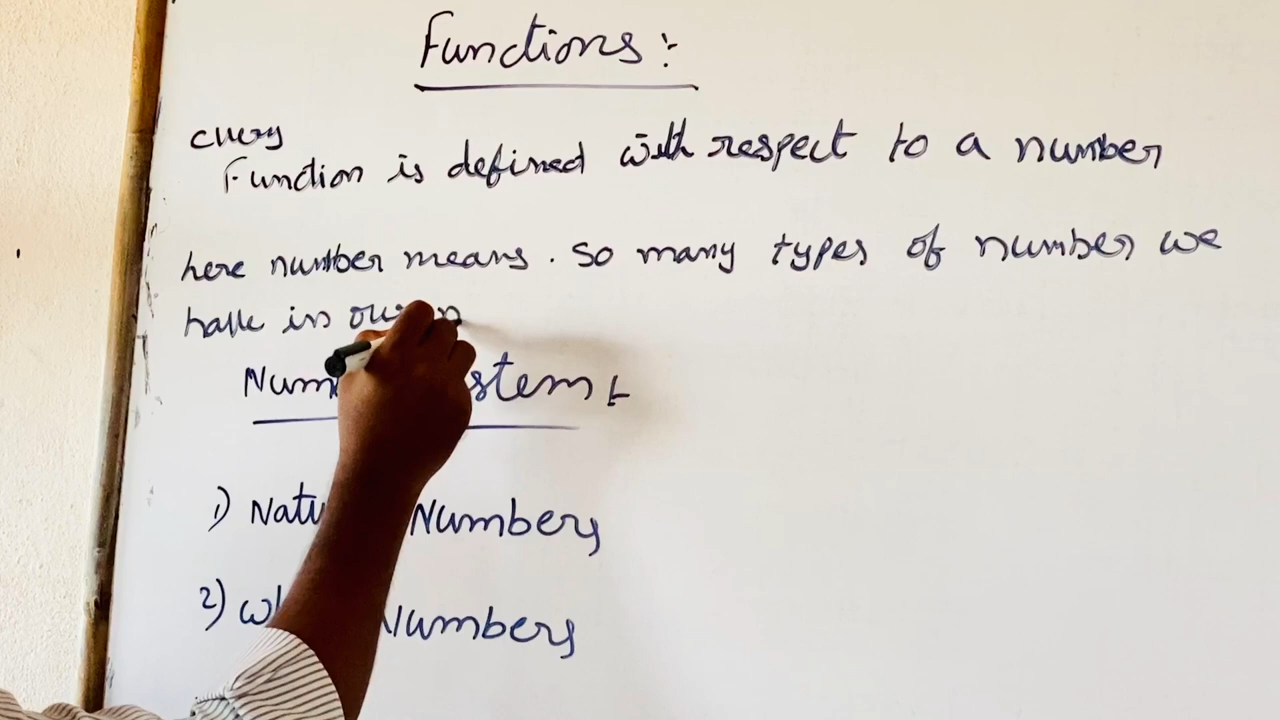 Functions :-
every
Function is defined with respect to a number
here number means . So many types of number we
have in our
stem :-
1) Numbers
2) Numbers